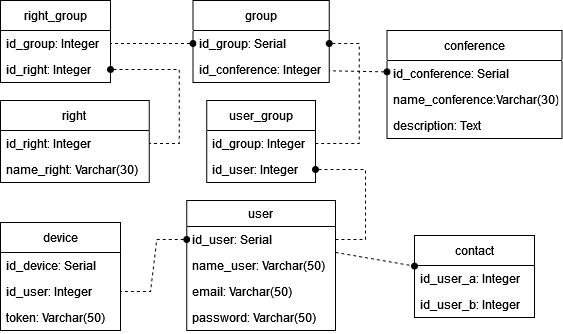 right_group
id_group: Integer
id_right: Integer
group
id_group: Serial
id_conference: Integer
conference
id_conference: Serial
name_conference:Varchar(30)
description: Text
right
id_right: Integer
name_right: Varchar(30)
user_group
id_group: Integer
id_user: Integer
device
id_device: Serial
id_user: Integer
token: Varchar(50)
user
id_user: Serial
name_user: Varchar(50)
email: Varchar(50)
password: Varchar(50)
contact
id_user_a: Integer
id_user_b: Integer